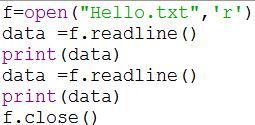 f=open("Hello.txt",'r')
data =f.readline()
print(data)
data =f.readline()
print(data)
f.close()